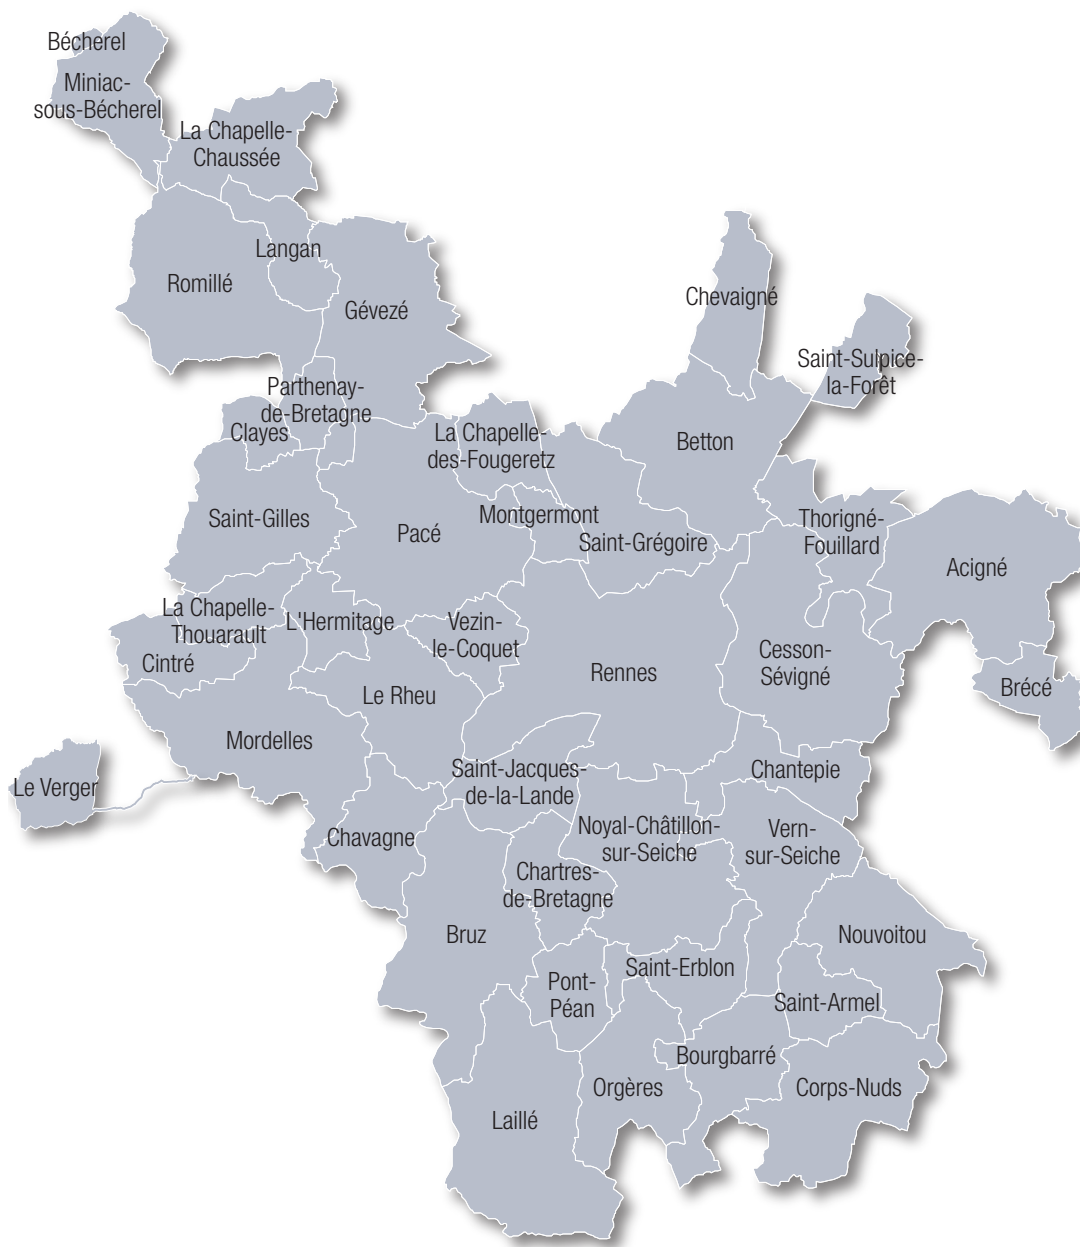 Bécherel
Miniac-
sous-Bécherel
La Chapelle-
Chaussée
Langan
Romillé
Gévezé
Chevaigné
Saint-Sulpice-
la-Forêt
Parthenay-
de-Bretagne
Clayes
La Chapelle-
des-Fougeretz
Betton
Saint-Gilles
Pacé
Montgermont
Saint-Grégoire
Thorigné-
Fouillard
Acigné
La Chapelle-
Thouarault
L'Hermitage
Vezin-
le-Coquet
Cintré
Rennes
Cesson-
Sévigné
Brécé
Le Rheu
Mordelles
Le Verger
Saint-Jacques-
de-la-Lande
Chantepie
Chavagne
Noyal-Châtillon-
sur-Seiche
Vern-
sur-Seiche
Chartres-
de-Bretagne
Bruz
Nouvoitou
Saint-Erblon
Pont-
Péan
Saint-Armel
Bourgbarré
Orgères
Corps-Nuds
Laillé